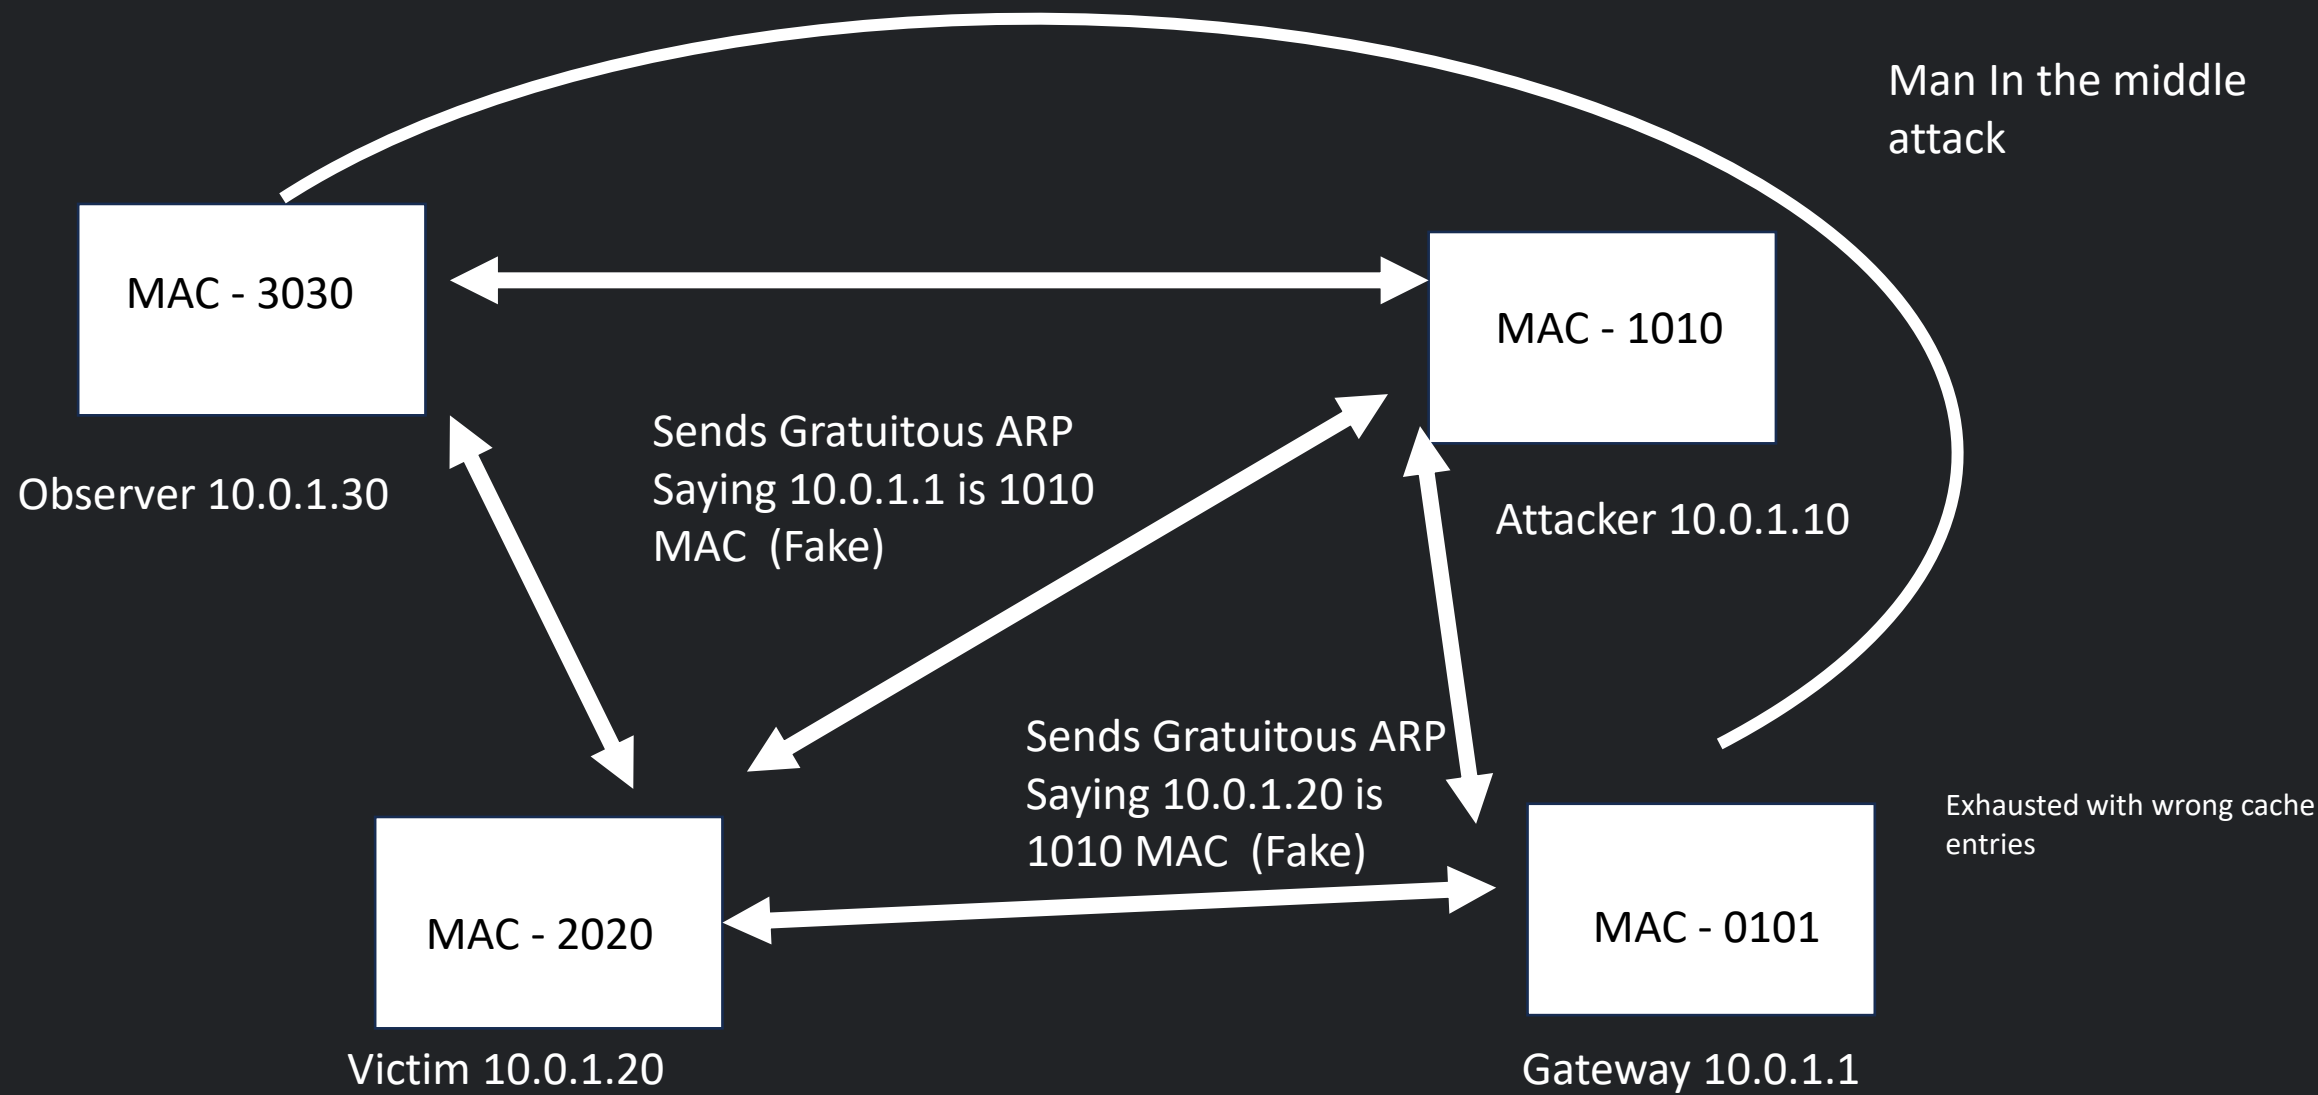 Man In the middle
attack
MAC - 3030
MAC - 1010
Sends Gratuitous ARP
Saying 10.0.1.1 is 1010
MAC  (Fake)
Observer 10.0.1.30
Attacker 10.0.1.10
Sends Gratuitous ARP
Saying 10.0.1.20 is
1010 MAC  (Fake)
Exhausted with wrong cache
entries
MAC - 2020
MAC - 0101
Victim 10.0.1.20
Gateway 10.0.1.1